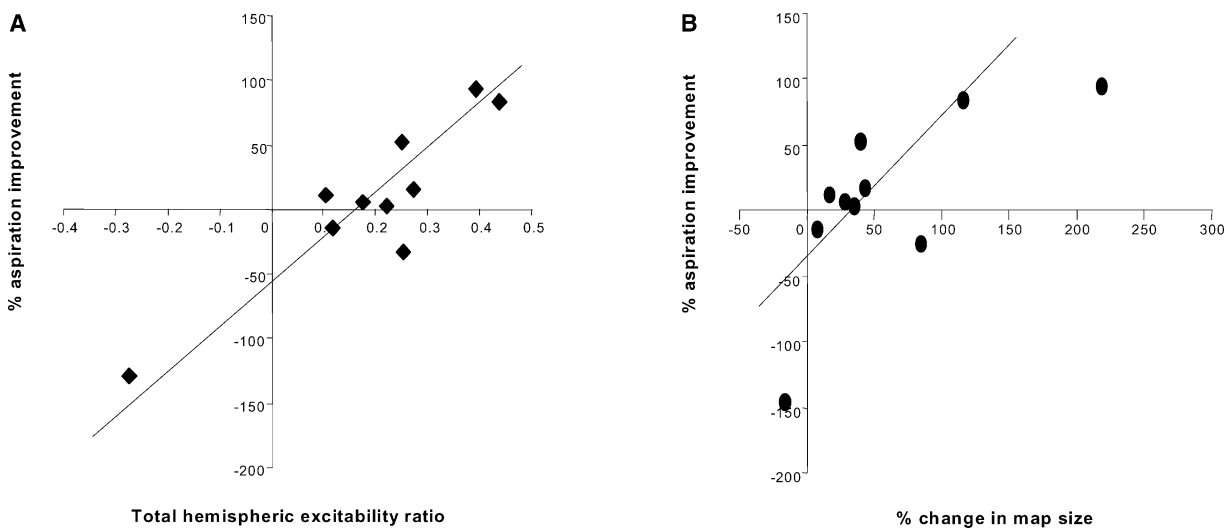 A
% aspiration improvement
150
100
50
0
-50
-100
-150
-200
-0.4 -0.3 -0.2 -0.1 0 0.1 0.2 0.3 0.4 0.5
Total hemispheric excitability ratio
B
% aspiration improvement
150
100
50
0
-50
-100
-150
-200
-50 0 50 100 150 200 250 300
% change in map size